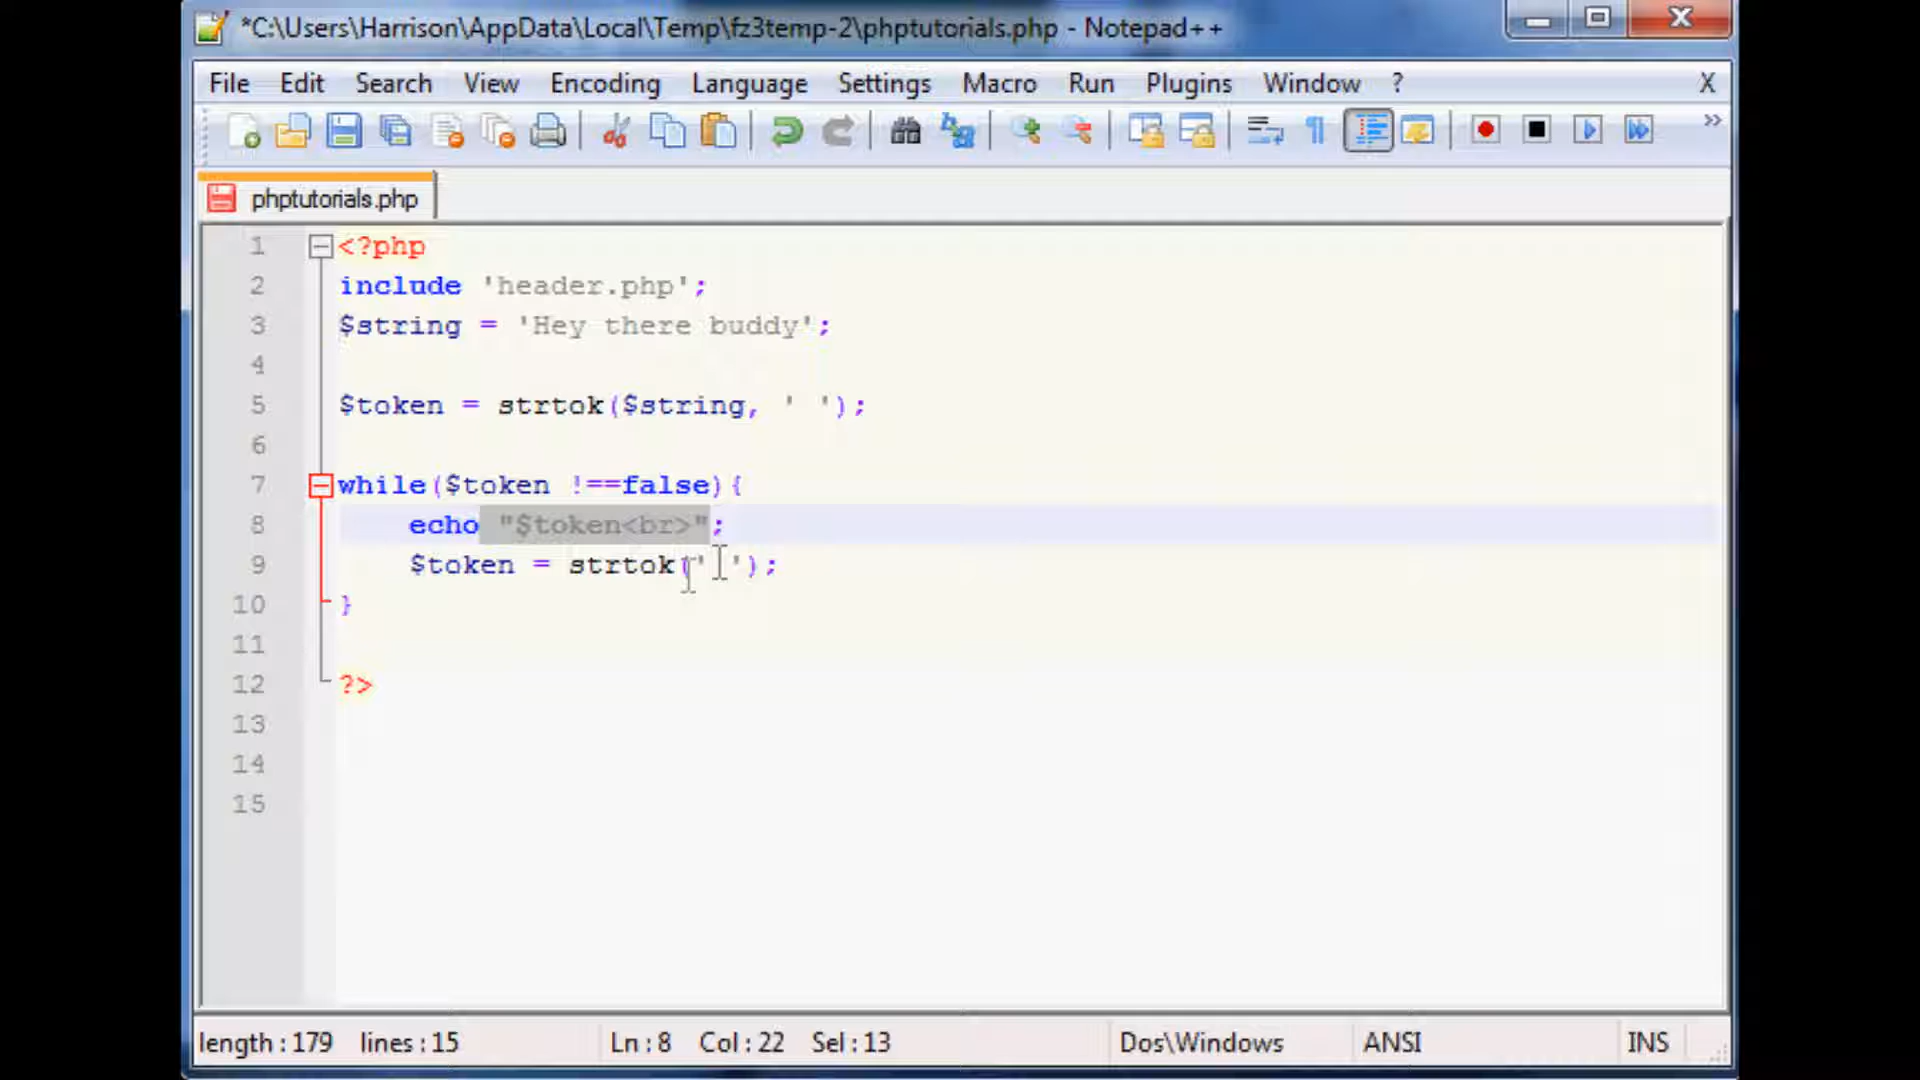 *C:\Users\Harrison\AppData\Local\Temp\fz3temp-2\phptutorials.php - Notepad++
File Edit Search View Encoding Language Settings Macro Run Plugins Window ? X
phptutorials.php
1 <?php
2 include 'header.php';
3 $string = 'Hey there buddy';
4
5 $token = strtok($string, ' ');
6
7 while($token !==false){
8 echo "$token<br>";
9 $token = strtok(' ');
10 }
11
12 ?>
13
14
15
length : 179 lines : 15 Ln : 8 Col : 22 Sel : 13 Dos\Windows ANSI INS